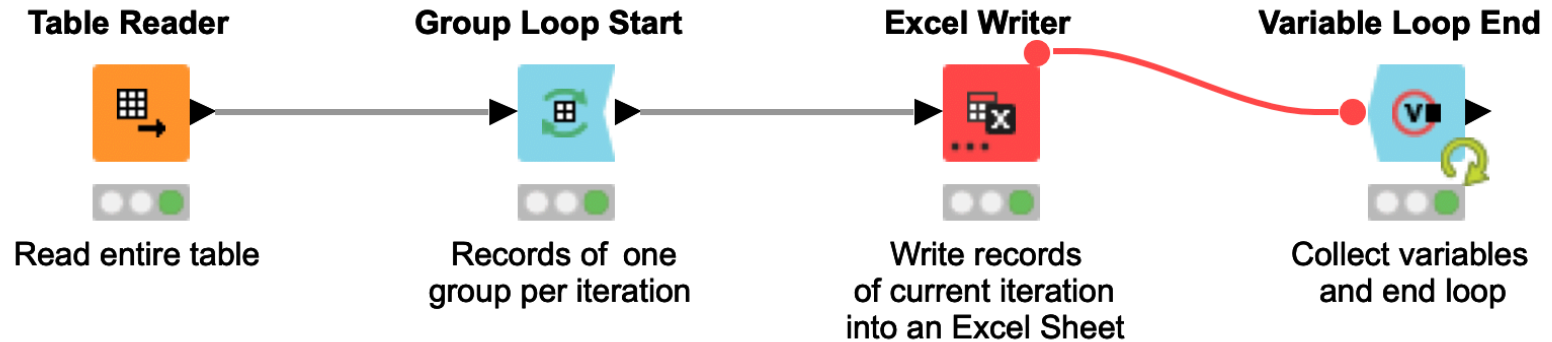 Table Reader
Group Loop Start
Excel Writer
Variable Loop End
X
V
Read entire table
Records of one
group per iteration
Write records
of current iteration
into an Excel Sheet
Collect variables
and end loop